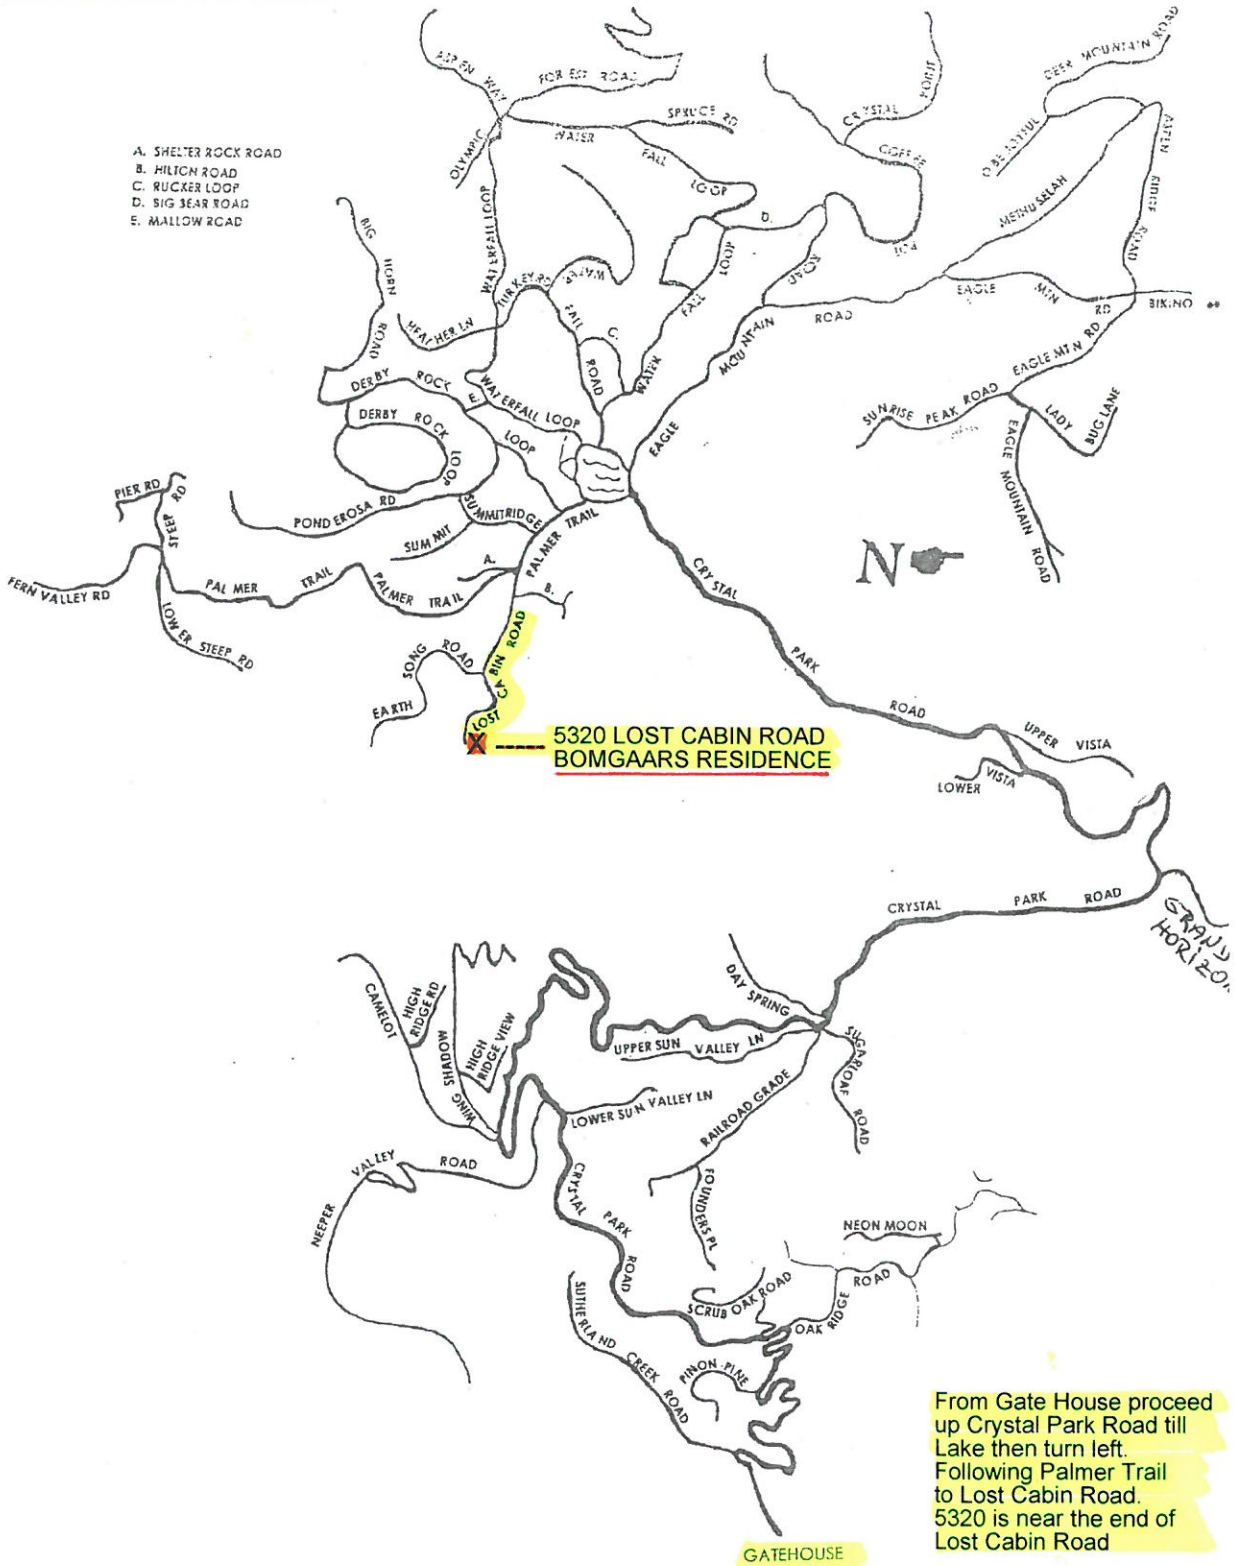 ASPEN WAY
FOREST ROAD
DEER MOUNTAIN ROAD
CRYSTAL POINT
SPRUCE RD
WATER FALL LOOP
OLYMPIC
COFFEE POT
O BE JOYFUL
ASPEN RIDGE ROAD
A. SHELTER ROCK ROAD
B. HILTON ROAD
C. RUCKER LOOP
D. BIG BEAR ROAD
E. MALLOW ROAD
METHUSELAH
BIG HORN ROAD
WATERFALL LOOP
TURKEY RD
WATER FALL ROAD
D.
ROAD
HEATHER LN
C.
WATER FALL LOOP
EAGLE MOUNTAIN ROAD
EAGLE MTN RD
BIKINO
EAGLE MTN RD
DERBY ROCK LOOP
E.
WATERFALL LOOP
SUNRISE PEAK ROAD
LADY BUG LANE
EAGLE MOUNTAIN ROAD
DERBY ROCK LOOP
PIER RD
STEEP RD
PONDEROSA RD
SUMMITRIDGE
SUMMIT
PALMER TRAIL
A.
B.
N
CRYSTAL PARK ROAD
FERN VALLEY RD
PALMER TRAIL
PALMER TRAIL
LOWER STEEP RD
EARTH SONG ROAD
LOST CABIN ROAD
X ----- 5320 LOST CABIN ROAD
BOMGAARS RESIDENCE
UPPER VISTA
LOWER VISTA
CRYSTAL PARK ROAD
GRAND
HORIZO
CAMELOT
HIGH
RIDGE RD
SHADOW WING
HIGH
RIDGE VIEW
DAY SPRING
UPPER SUN VALLEY LN
SUGARLOAF ROAD
LOWER SUN VALLEY LN
RAILROAD GRADE
NEEPER VALLEY ROAD
CRYSTAL PARK ROAD
FOUNDERS PL
NEON MOON
SCRUB OAK ROAD
OAK RIDGE ROAD
SUTHERLAND CREEK ROAD
PINON PINE
From Gate House proceed
up Crystal Park Road till
Lake then turn left.
Following Palmer Trail
to Lost Cabin Road.
5320 is near the end of
Lost Cabin Road
GATEHOUSE